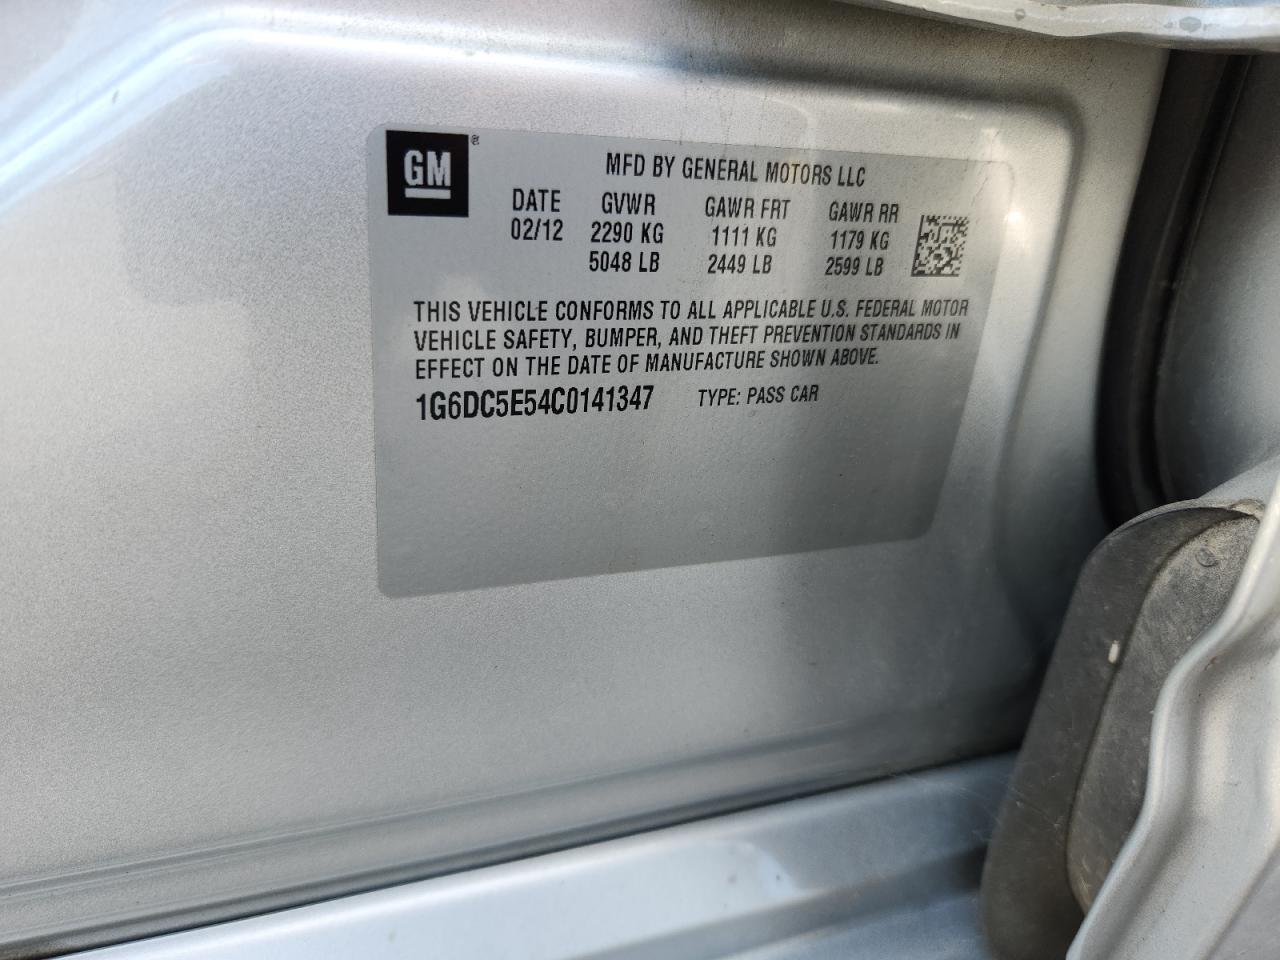 GM®
MFD BY GENERAL MOTORS LLC
DATE GVWR GAWR FRT GAWR RR
02/12 2290 KG 1111 KG 1179 KG
5048 LB 2449 LB 2599 LB
THIS VEHICLE CONFORMS TO ALL APPLICABLE U.S. FEDERAL MOTOR
VEHICLE SAFETY, BUMPER, AND THEFT PREVENTION STANDARDS IN
EFFECT ON THE DATE OF MANUFACTURE SHOWN ABOVE.
1G6DC5E54C0141347 TYPE: PASS CAR